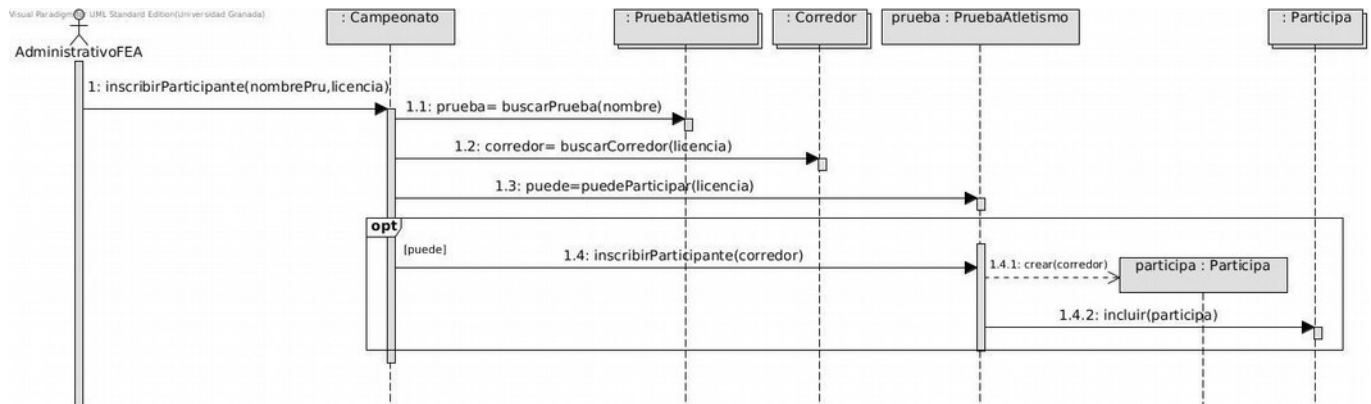 Visual Paradigm for UML Standard Edition(Universidad Granada)
: Campeonato
: PruebaAtletismo
: Corredor
prueba : PruebaAtletismo
: Participa
AdministrativoFEA
1: inscribirParticipante(nombrePru,licencia)
1.1: prueba= buscarPrueba(nombre)
1.2: corredor= buscarCorredor(licencia)
1.3: puede=puedeParticipar(licencia)
opt
[puede]
1.4: inscribirParticipante(corredor)
1.4.1: crear(corredor)
participa : Participa
1.4.2: incluir(participa)